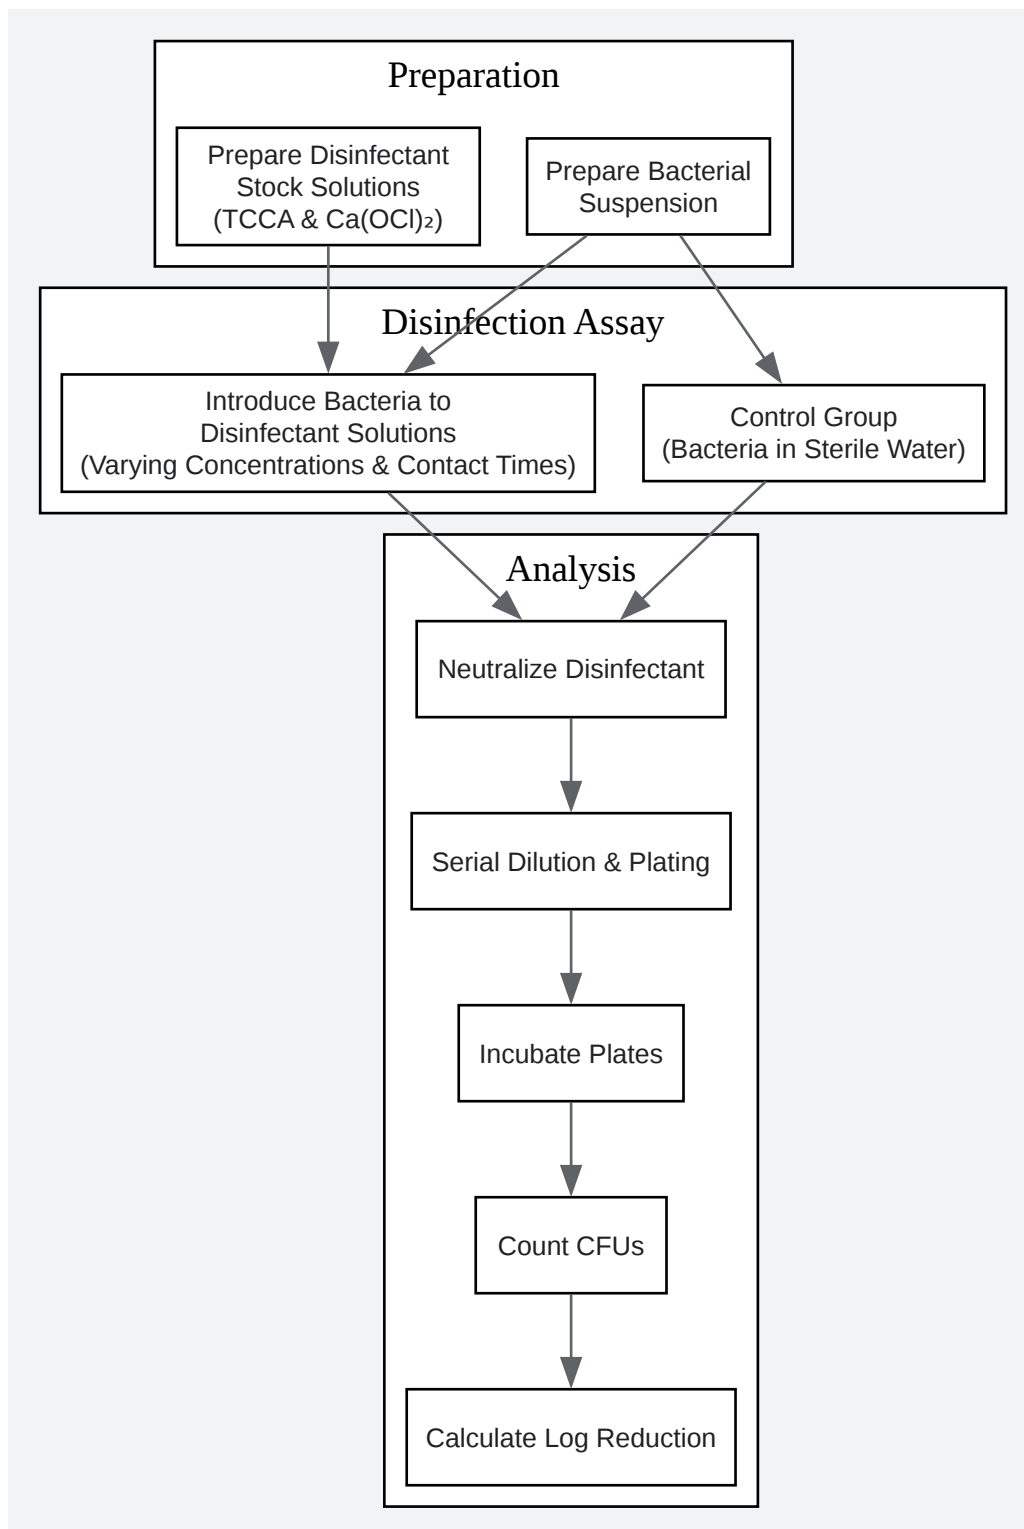 Preparation
Prepare Disinfectant
Stock Solutions
(TCCA & Ca(OCl)₂)
Prepare Bacterial
Suspension
Disinfection Assay
Introduce Bacteria to
Disinfectant Solutions
(Varying Concentrations & Contact Times)
Control Group
(Bacteria in Sterile Water)
Analysis
Neutralize Disinfectant
Serial Dilution & Plating
Incubate Plates
Count CFUs
Calculate Log Reduction